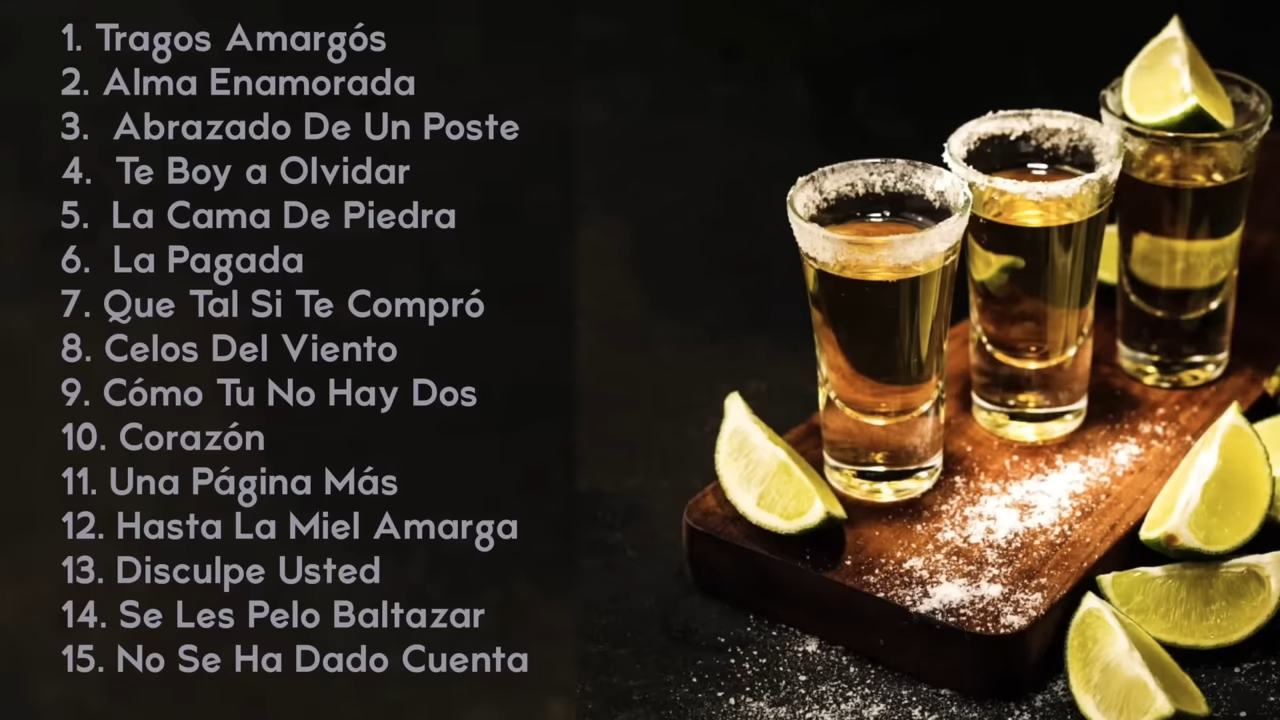 1. Tragos Amargós
2. Alma Enamorada
3. Abrazado De Un Poste
4. Te Boy a Olvidar
5. La Cama De Piedra
6. La Pagada
7. Que Tal Si Te Compró
8. Celos Del Viento
9. Cómo Tu No Hay Dos
10. Corazón
11. Una Página Más
12. Hasta La Miel Amarga
13. Disculpe Usted
14. Se Les Pelo Baltazar
15. No Se Ha Dado Cuenta